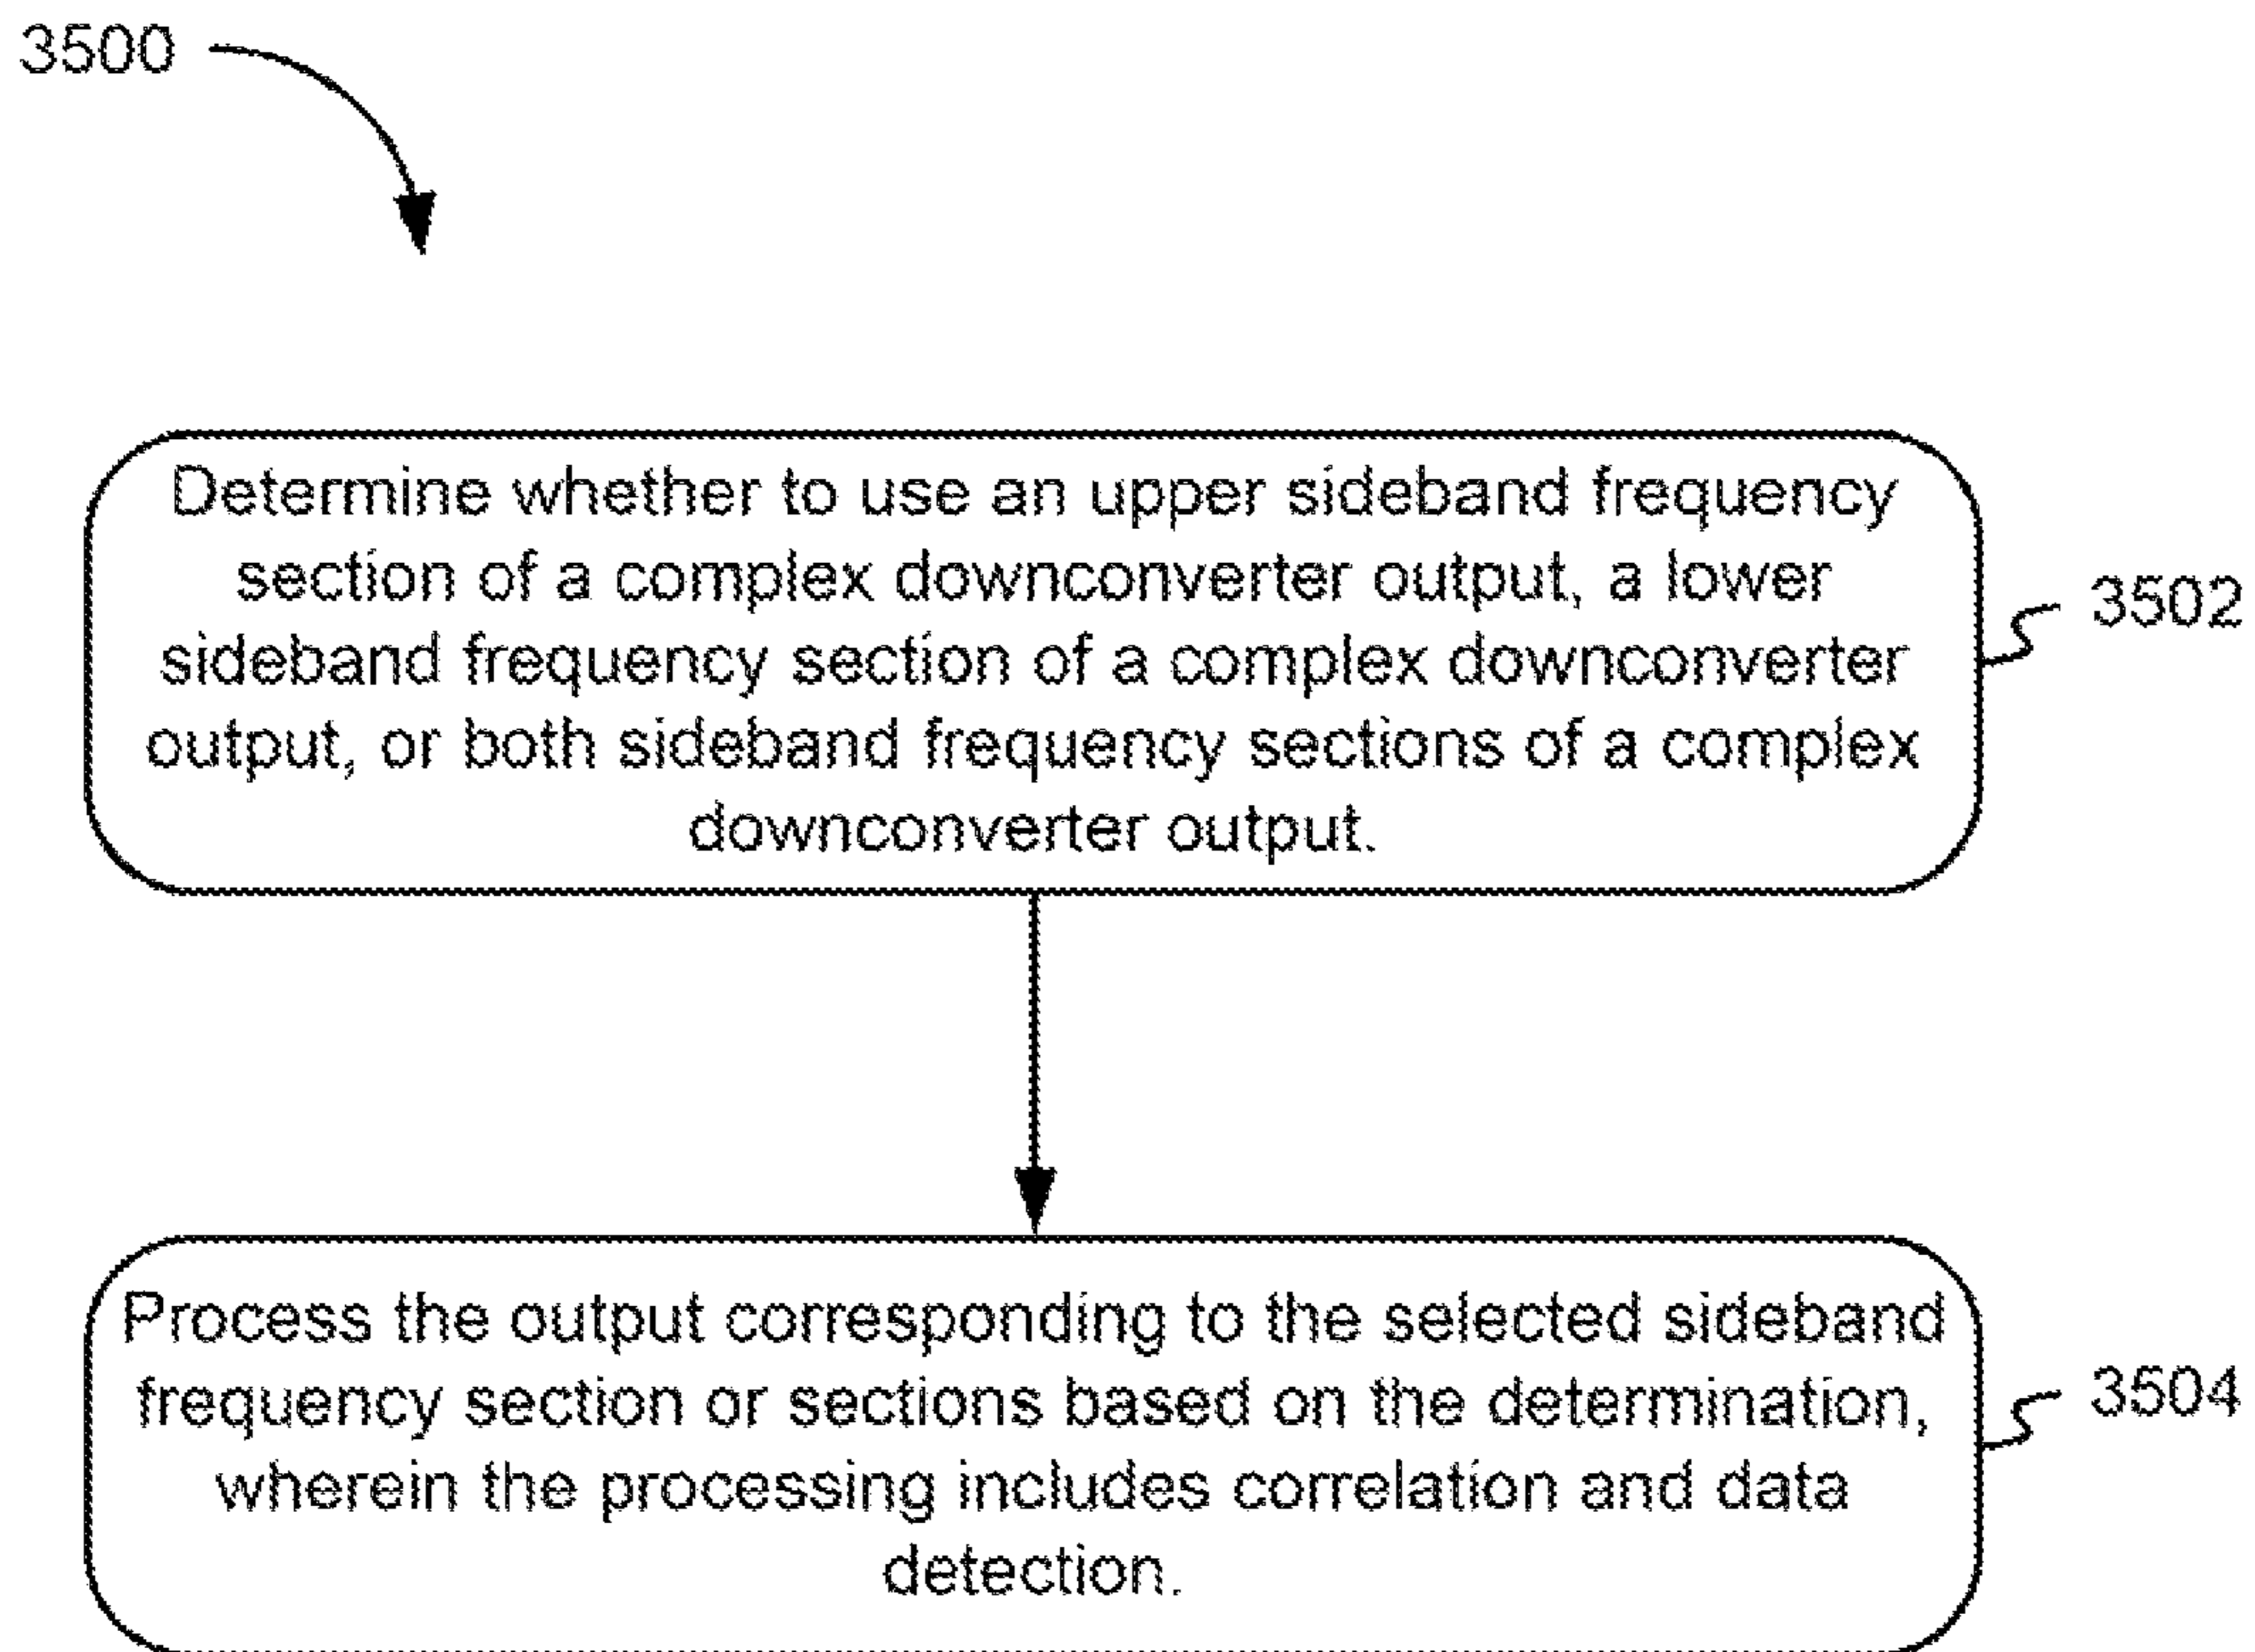 3500
Determine whether to use an upper sideband frequency
section of a complex downconverter output, a lower
sideband frequency section of a complex downconverter
output, or both sideband frequency sections of a complex
downconverter output.
3502
Process the output corresponding to the selected sideband
frequency section or sections based on the determination,
wherein the processing includes correlation and data
detection.
3504